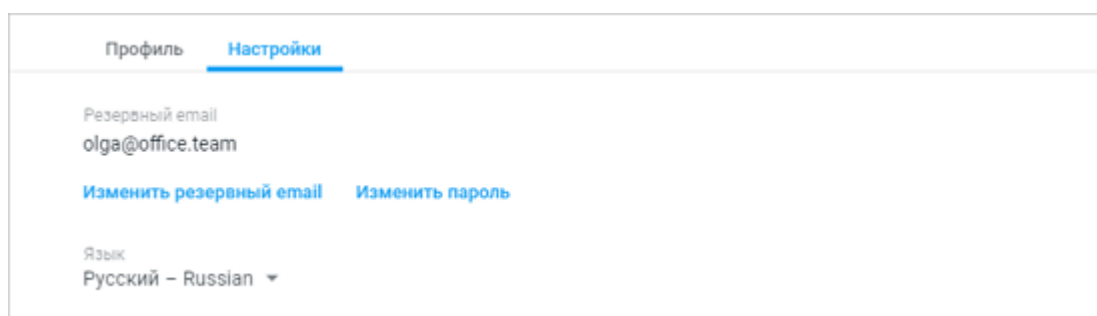 Профиль Настройки
Резервный email
olga@office.team
Изменить резервный email Изменить пароль
Язык
Русский – Russian